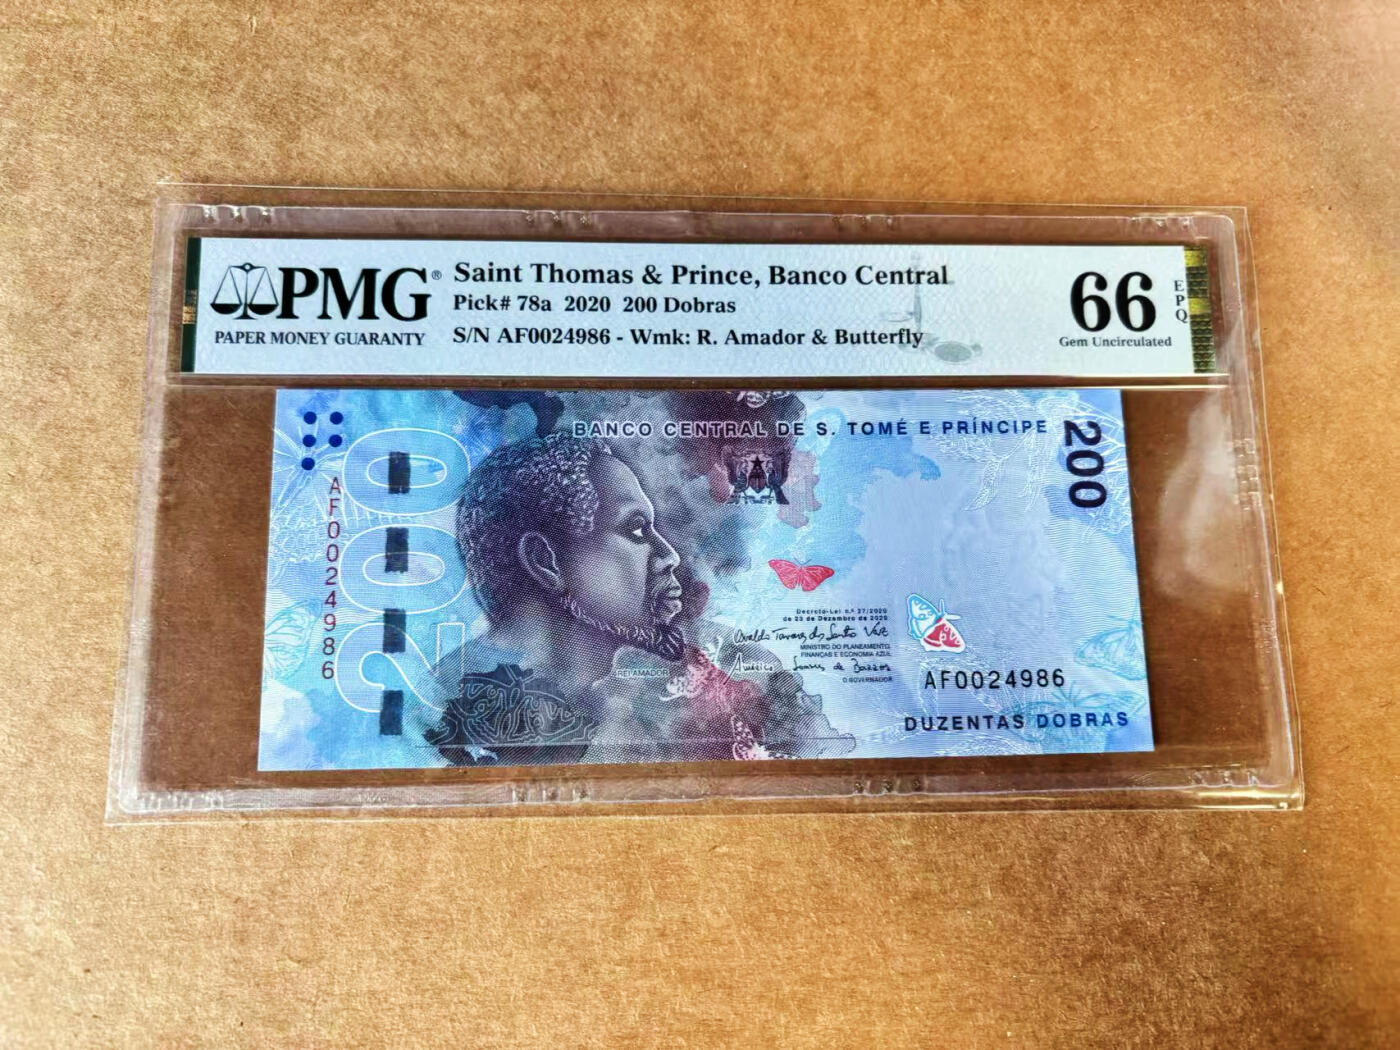 PMG®
PAPER MONEY GUARANTY
Saint Thomas & Prince, Banco Central
Pick# 78a 2020 200 Dobras
S/N AF0024986 - Wmk: R. Amador & Butterfly
66
EPQ
Gem Uncirculated
BANCO CENTRAL DE S. TOMÉ E PRÍNCIPE
200
200
AF0024986
Decreto-Lei n.º 37/2020
de 23 de Dezembro de 2020
MINISTRO DO PLANEAMENTO
FINANÇAS E ECONOMIA AZUL
O GOVERNADOR
REI AMADOR
AF0024986
DUZENTAS DOBRAS